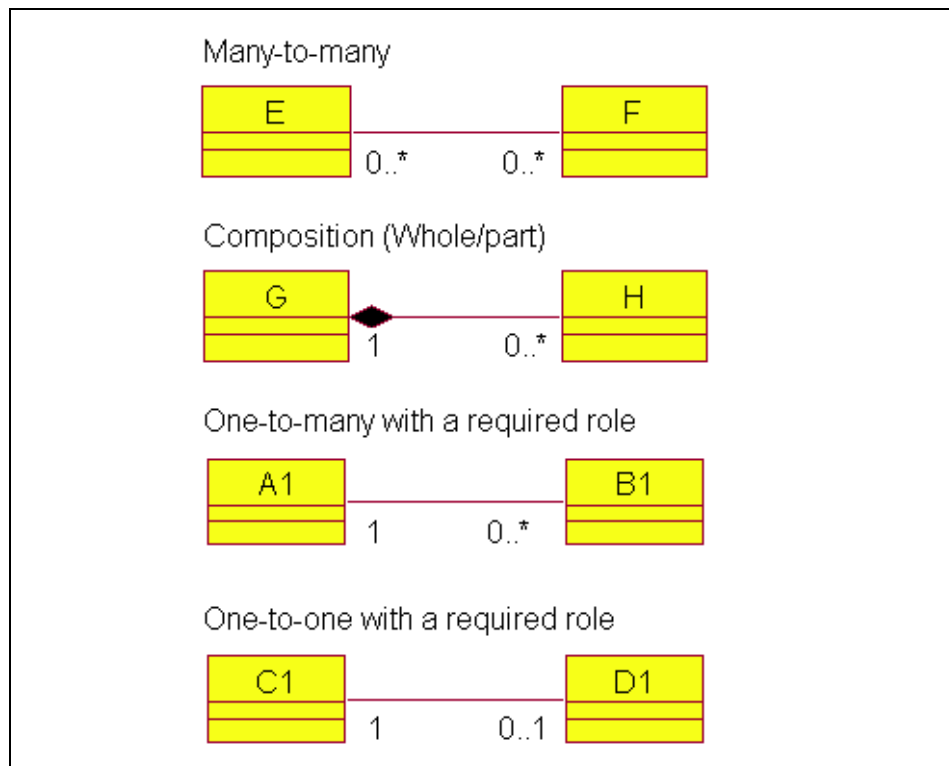 Many-to-many
E F
0..* 0..*
Composition (Whole/part)
G H
1 0..*
One-to-many with a required role
A1 B1
1 0..*
One-to-one with a required role
C1 D1
1 0..1